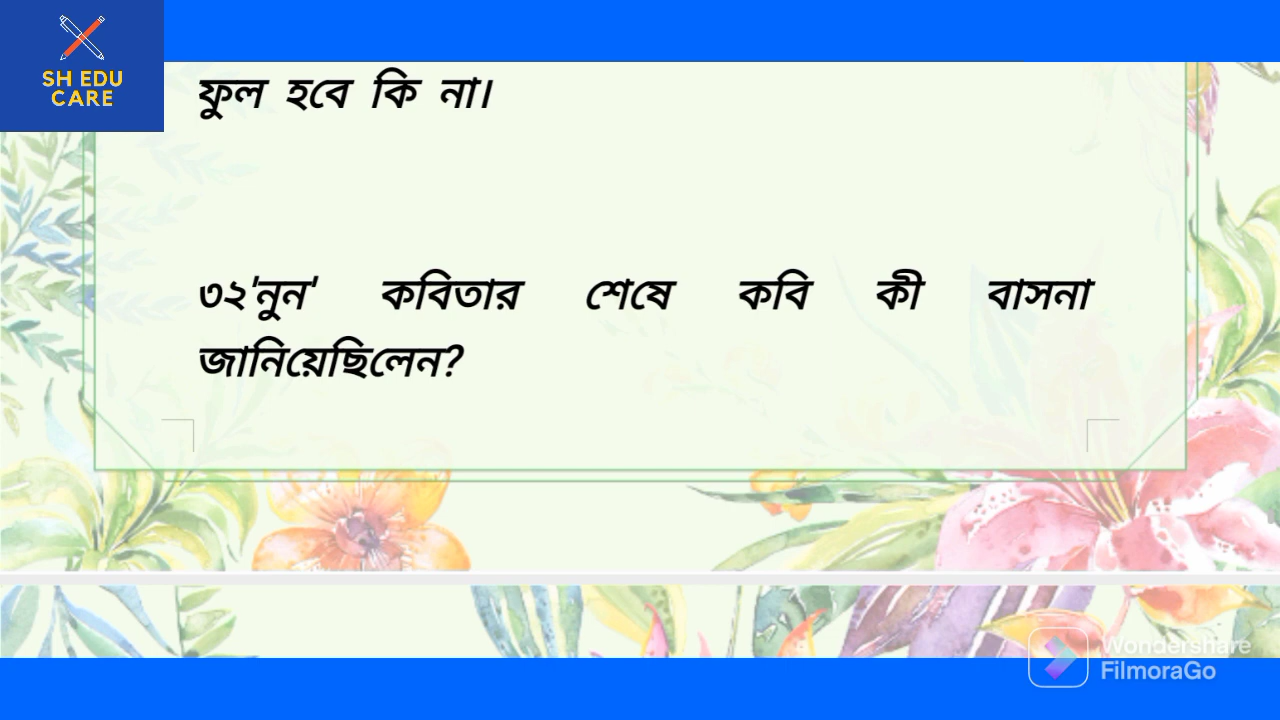 SH EDU
CARE
ফুল হবে কি না।
৩২'নুন' কবিতার শেষে কবি কী বাসনা
জানিয়েছিলেন?
Wondershare
FilmoraGo